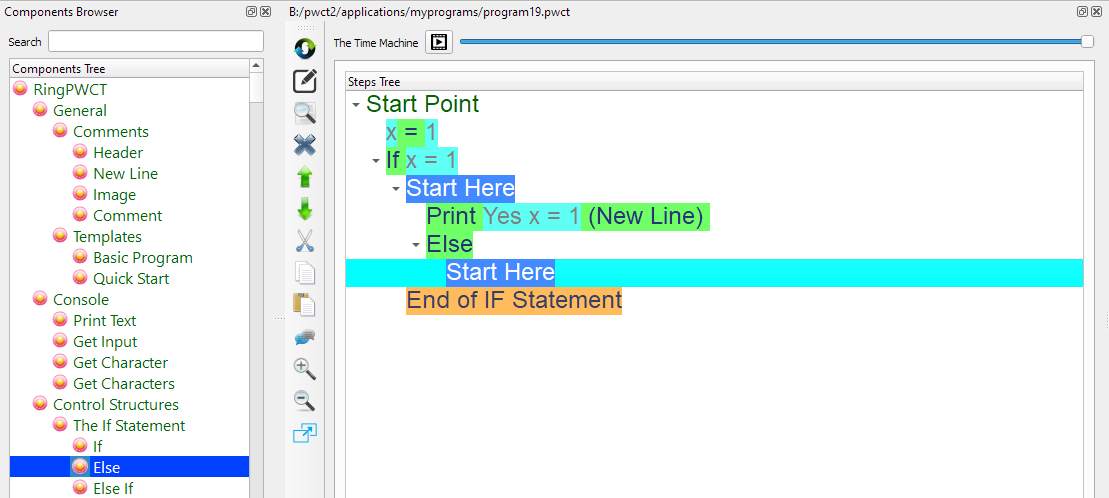 Components Browser
Search
Components Tree
RingPWCT
General
Comments
Header
New Line
Image
Comment
Templates
Basic Program
Quick Start
Console
Print Text
Get Input
Get Character
Get Characters
Control Structures
The If Statement
If
Else
Else If
B:/pwct2/applications/myprograms/program19.pwct
The Time Machine
Steps Tree
Start Point
x = 1
If x = 1
Start Here
Print Yes x = 1 (New Line)
Else
Start Here
End of IF Statement